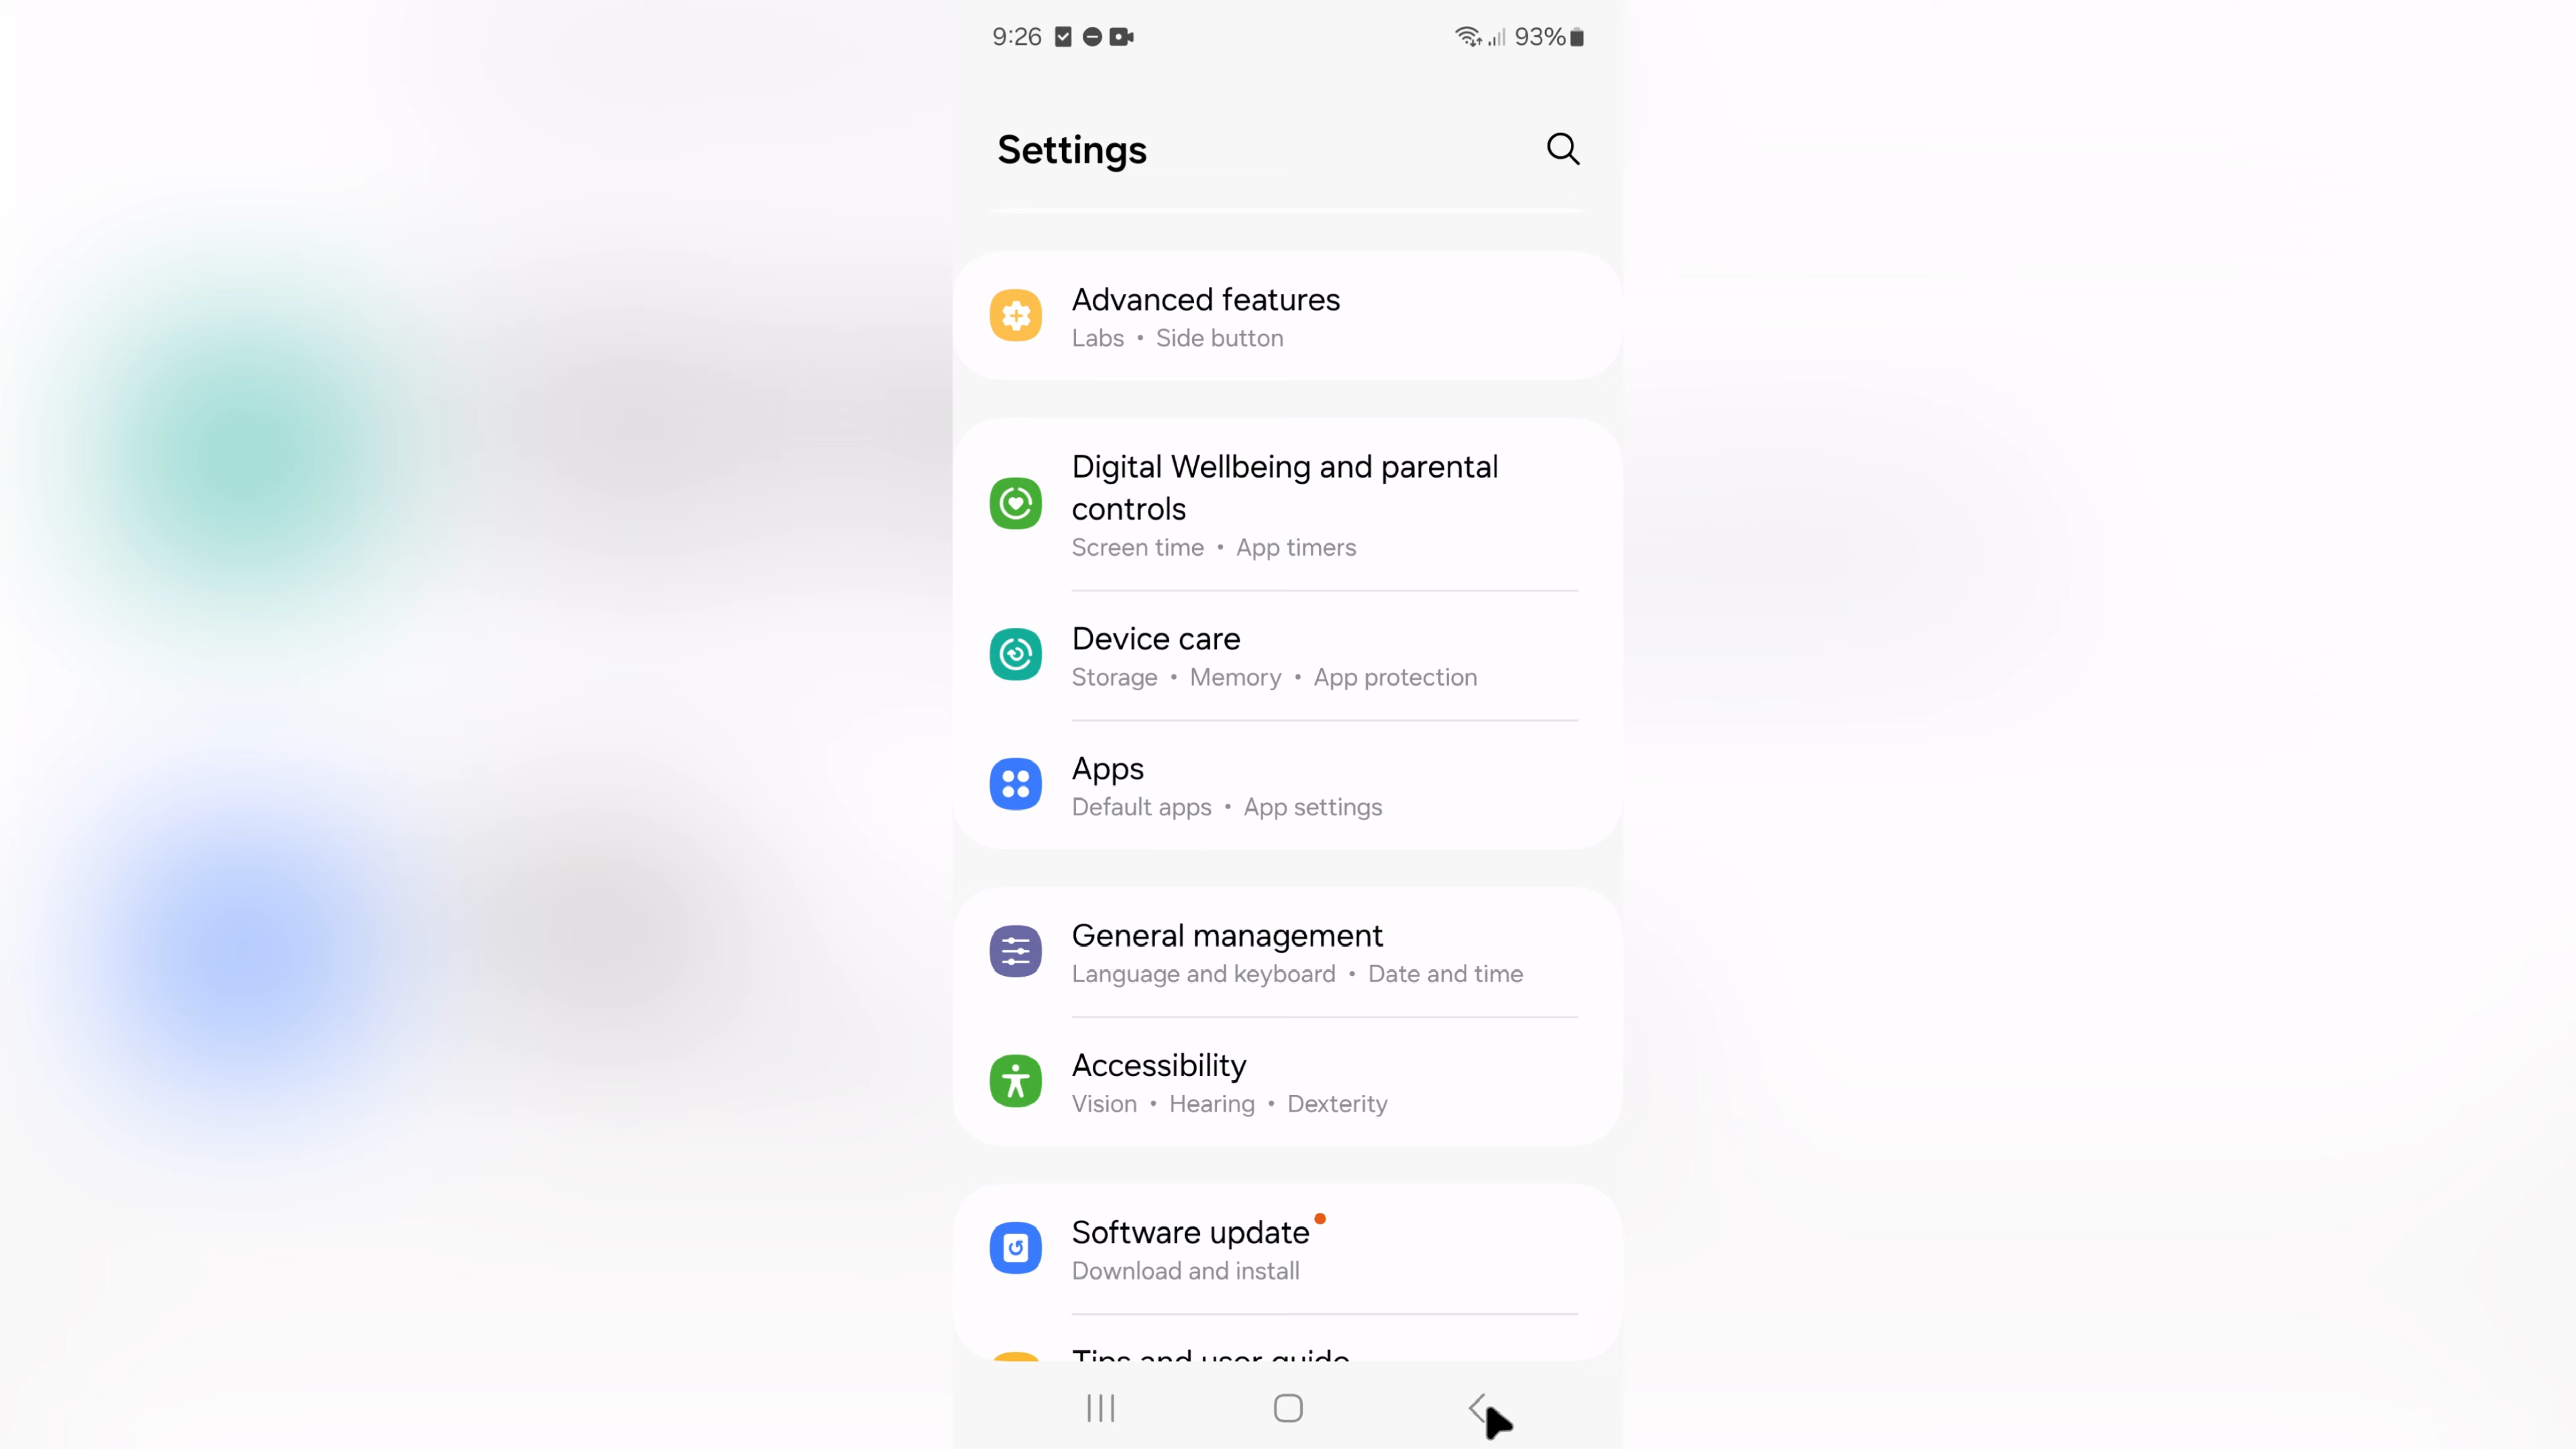 9:26
93%
Settings
Advanced features
Labs • Side button
Digital Wellbeing and parental
controls
Screen time • App timers
Device care
Storage • Memory • App protection
Apps
Default apps • App settings
General management
Language and keyboard • Date and time
Accessibility
Vision • Hearing • Dexterity
Software update
Download and install
Tips and user guide